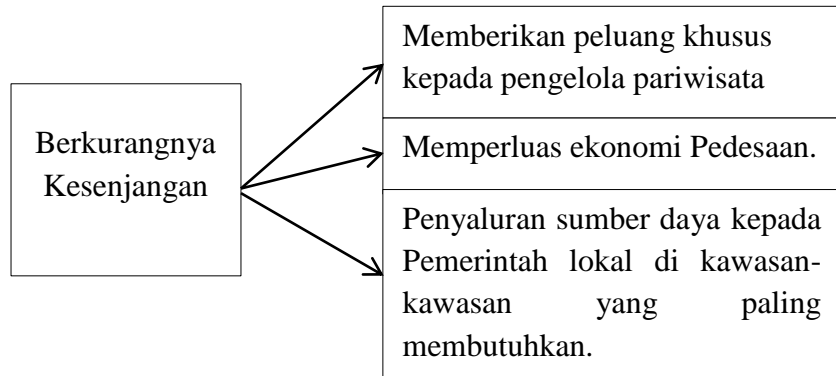 Berkurangnya
Kesenjangan
Memberikan peluang khusus
kepada pengelola pariwisata
Memperluas ekonomi Pedesaan.
Penyaluran sumber daya kepada
Pemerintah lokal di kawasan-
kawasan yang paling
membutuhkan.